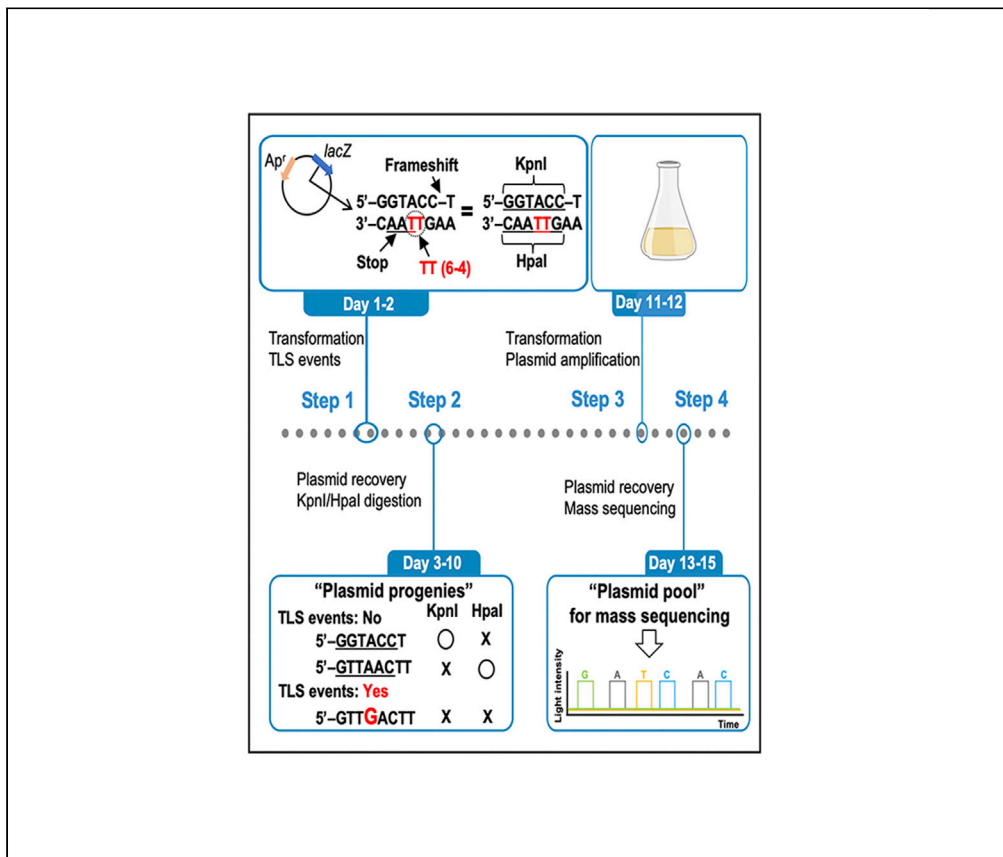 Apr
lacZ
Frameshift
5’–GGTACC–T
3’–CAATTGAA
Stop
TT (6-4)
=
KpnI
5’–GGTACC–T
3’–CAATTGAA
HpaI
Day 1-2
Day 11-12
Transformation
TLS events
Transformation
Plasmid amplification
Step 1
Step 2
Step 3
Step 4
Plasmid recovery
KpnI/HpaI digestion
Plasmid recovery
Mass sequencing
Day 3-10
“Plasmid progenies”
TLS events: No KpnI HpaI
5’–GGTACCT O X
5’–GTTAACTT X O
TLS events: Yes
5’–GTTGACTT X X
Day 13-15
“Plasmid pool”
for mass sequencing
G A T C A C
Light intensity
Time